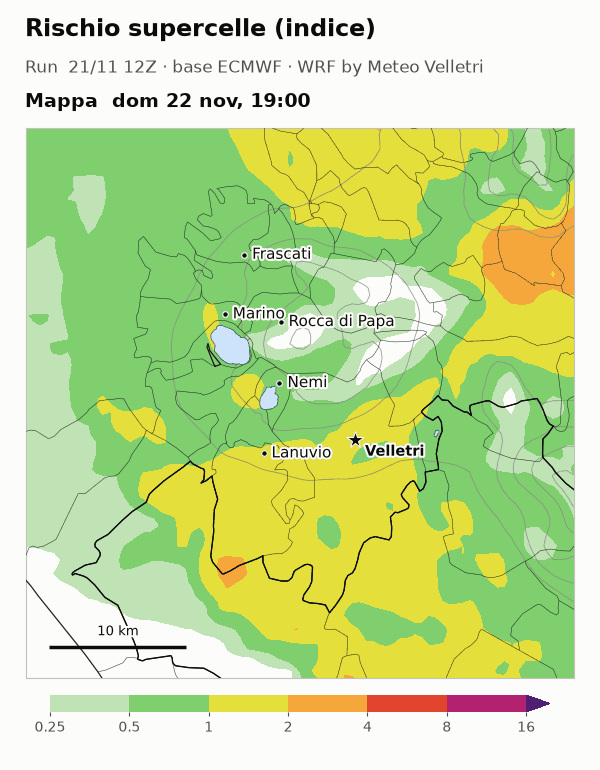 Rischio supercelle (indice)
Run  21/11 12Z · base ECMWF · WRF by Meteo Velletri
Mappa  dom 22 nov, 19:00
Frascati
Marino
Rocca di Papa
Nemi
Velletri
Lanuvio
10 km
0.25 0.5 1 2 4 8 16